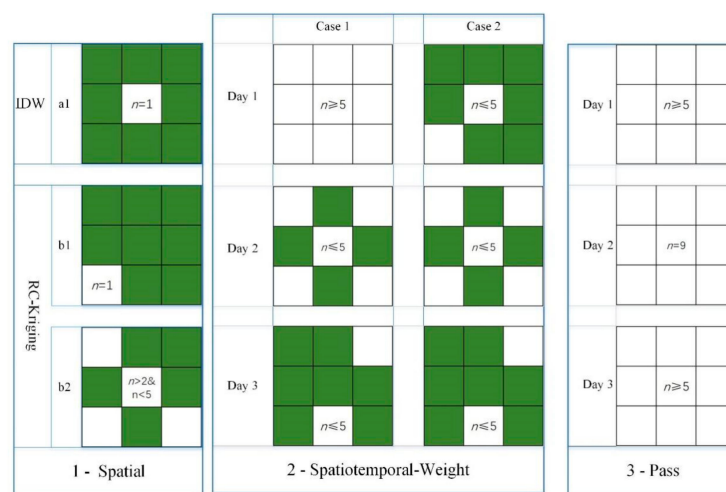 Case 1 Case 2
IDW a1 n=1 Day 1 n≥5 n≤5 Day 1 n≥5
RC-Kriging
b1 Day 2 n≤5 n≤5 Day 2 n=9
n=1
b2 n>2&
n<5
Day 3 Day 3 n≥5
n≤5 n≤5
1 - Spatial 2 - Spatiotemporal-Weight 3 - Pass